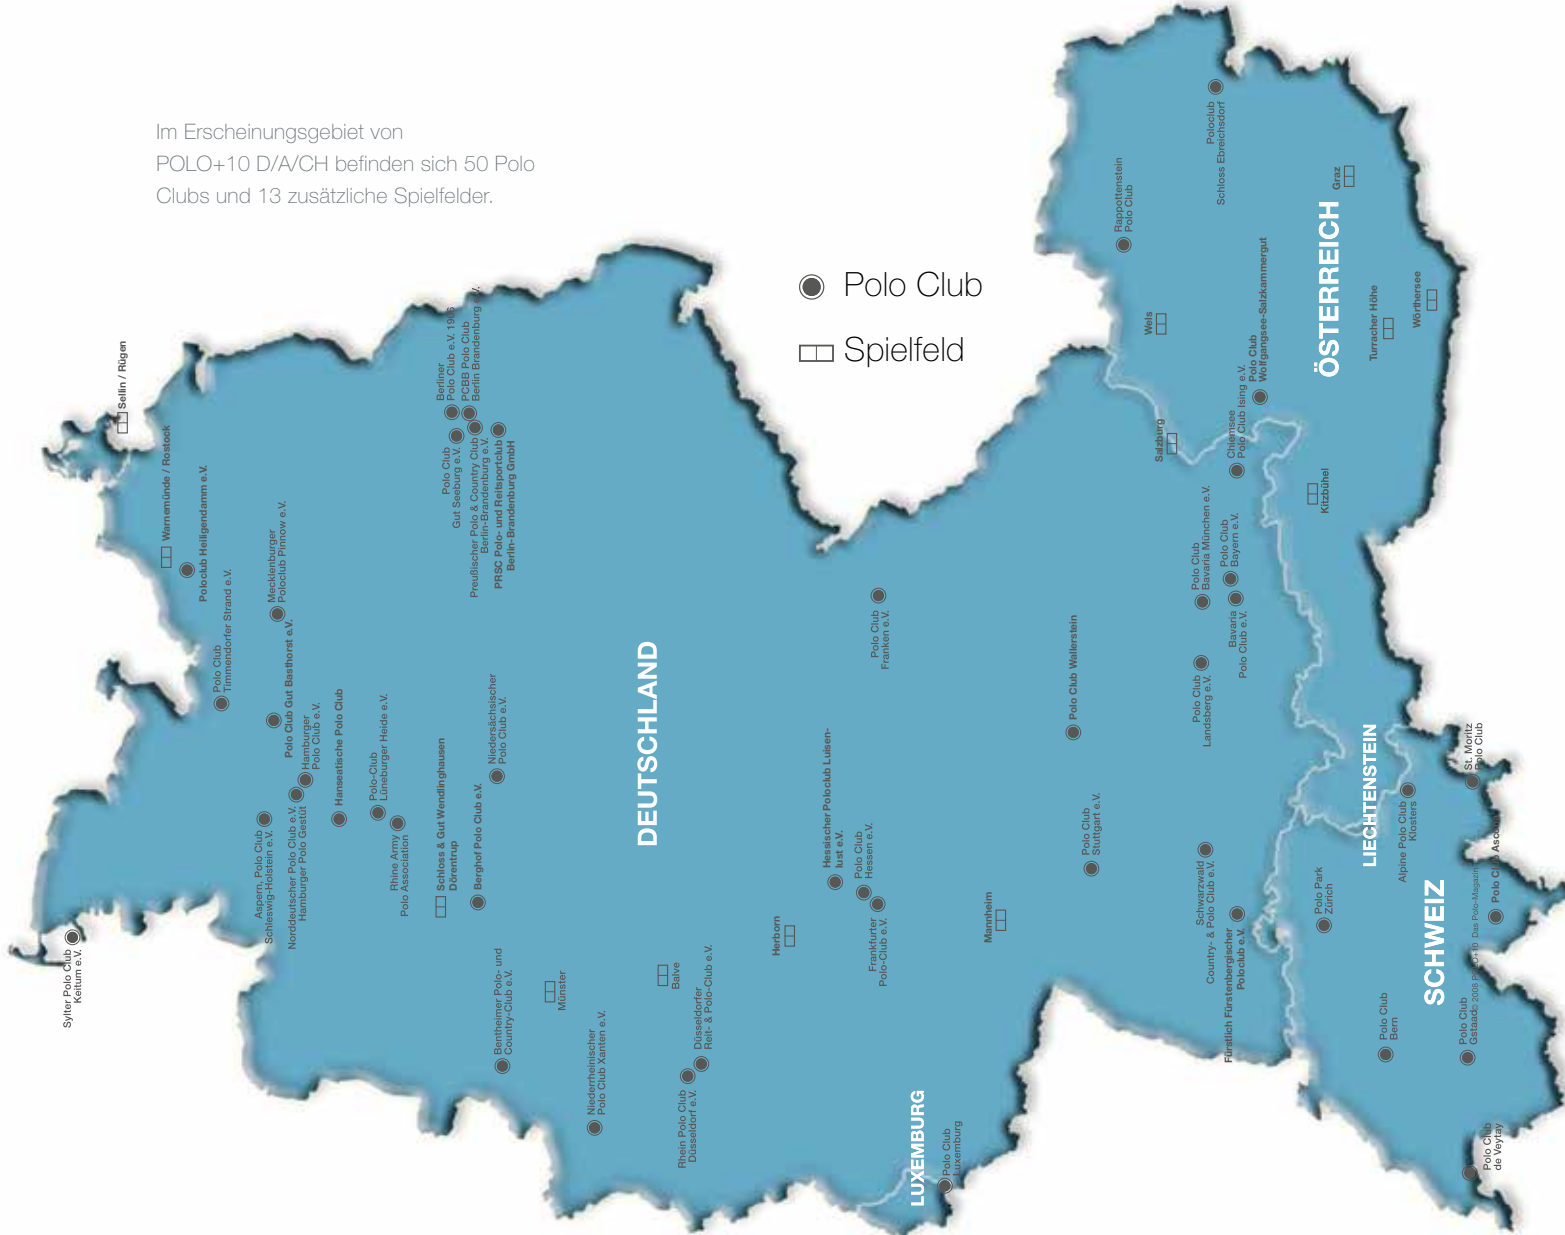 Im Erscheinungsgebiet von
POLO+10 D/A/CH befinden sich 50 Polo
Clubs und 13 zusätzliche Spielfelder.
Polo Club
Spielfeld
Sylter Polo Club
Keitum e.V.
Sellin / Rügen
Warnemünde / Rostock
Poloclub Heiligendamm e.V.
Polo Club
Timmendorfer Strand e.V.
Mecklenburger
Poloclub Pinnow e.V.
Polo Club Gut Basthorst e.V.
Hamburger
Polo Club e.V.
Aspern, Polo Club
Schleswig-Holstein e.V.
Norddeutscher Polo Club e.V.
Hamburger Polo Gestüt
Hanseatische Polo Club
Polo-Club
Lüneburger Heide e.V.
Rhine Army
Polo Association
Schloss & Gut Wendlinghausen
Dörentrup
Berghof Polo Club e.V.
Niedersächsischer
Polo Club e.V.
Berliner
Polo Club e.V. 1906
PCBB Polo Club
Berlin Brandenburg e.V.
Polo Club
Gut Seeburg e.V.
Preußischer Polo & Country Club
Berlin-Brandenburg e.V.
PRSC Polo- und Reitsportclub
Berlin-Brandenburg GmbH
Bentheimer Polo- und
Country-Club e.V.
Münster
Niederrheinischer
Polo Club Xanten e.V.
DEUTSCHLAND
Balve
Rhein Polo Club
Düsseldorf e.V.
Düsseldorfer
Reit- & Polo-Club e.V.
Herborn
Hessischer Poloclub Luisen-
lust e.V.
Polo Club
Hessen e.V.
Frankfurter
Polo-Club e.V.
Polo Club
Franken e.V.
LUXEMBURG
Polo Club
Luxemburg
Mannheim
Polo Club Wallerstein
Polo Club
Stuttgart e.V.
Rappottenstein
Polo Club
Wels
Salzburg
Poloclub
Schloss Ebreichsdorf
Chiemsee
Polo Club Ising e.V.
Polo Club
Wolfgangsee-Salzkammergut
Polo Club
Bavaria München e.V.
Polo Club
Bayern e.V.
Bavaria
Polo Club e.V.
Polo Club
Landsberg e.V.
Schwarzwald
Country- & Polo Club e.V.
Fürstlich Fürstenbergischer
Poloclub e.V.
Kitzbühel
ÖSTERREICH
Graz
Turracher Höhe
Wörthersee
Polo Park
Zürich
LIECHTENSTEIN
Alpine Polo Club
Klosters
SCHWEIZ
Polo Club
Bern
St. Moritz
Polo Club
Polo Club Ascona
Polo Club
Gstaad
© 2008 POLO+10 Das Polo-Magazin
Polo Club
de Veytay